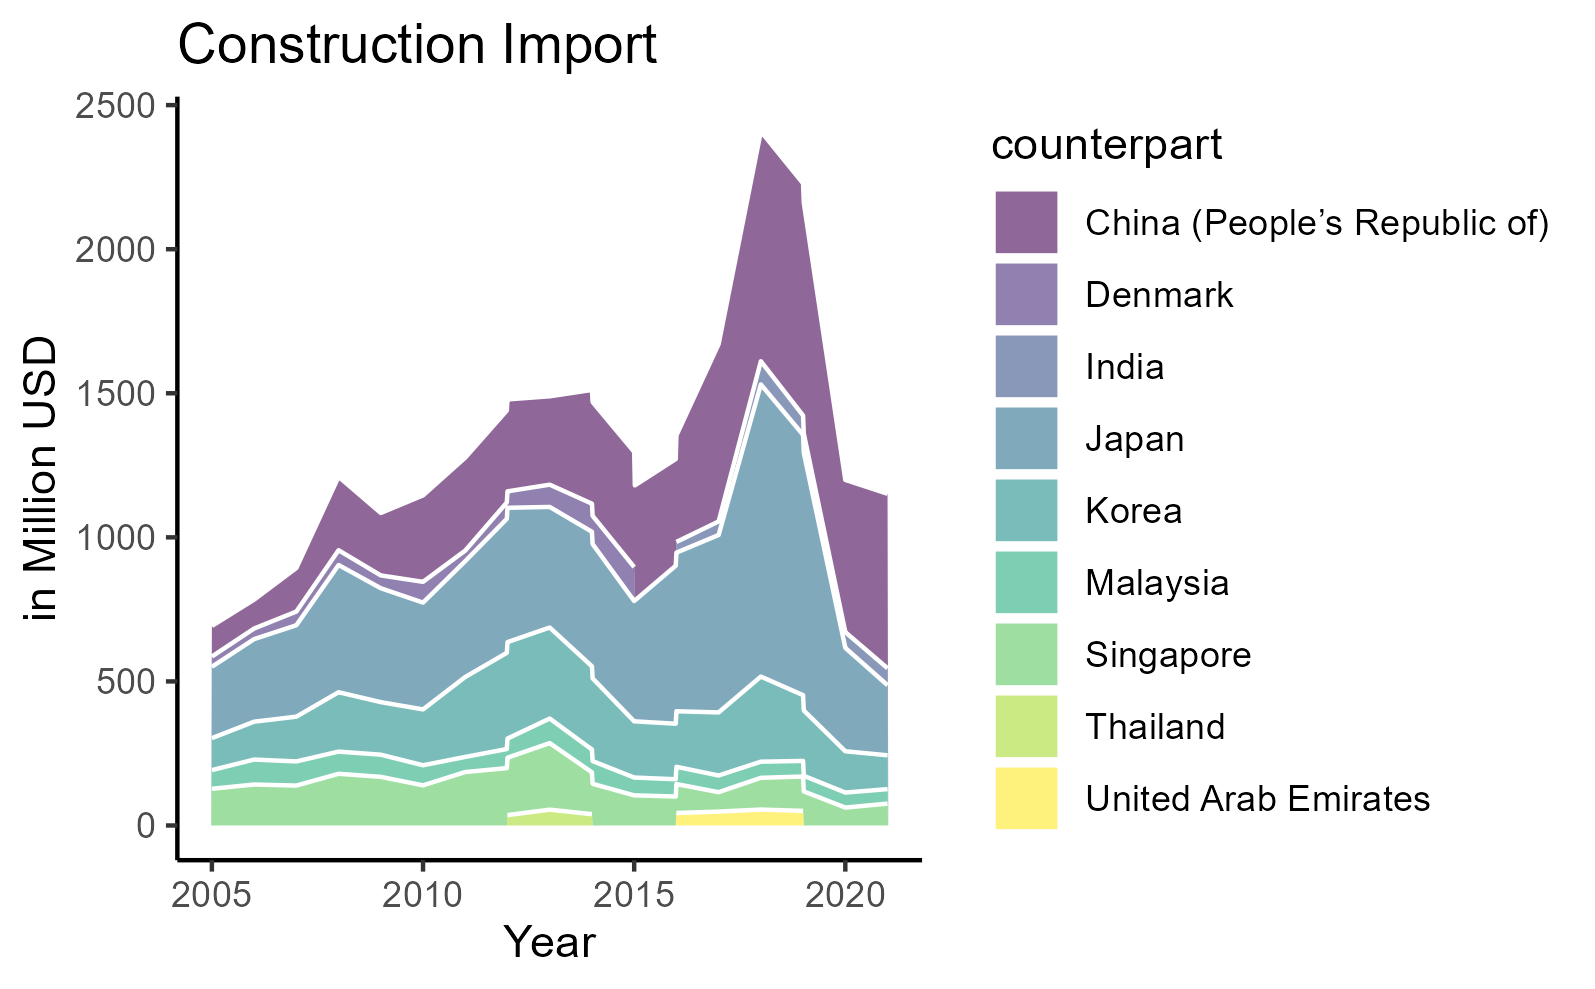 Construction Import
2500
2000
1500
1000
500
0
in Million USD
2005
2010
2015
2020
Year
counterpart
China (People’s Republic of)
Denmark
India
Japan
Korea
Malaysia
Singapore
Thailand
United Arab Emirates